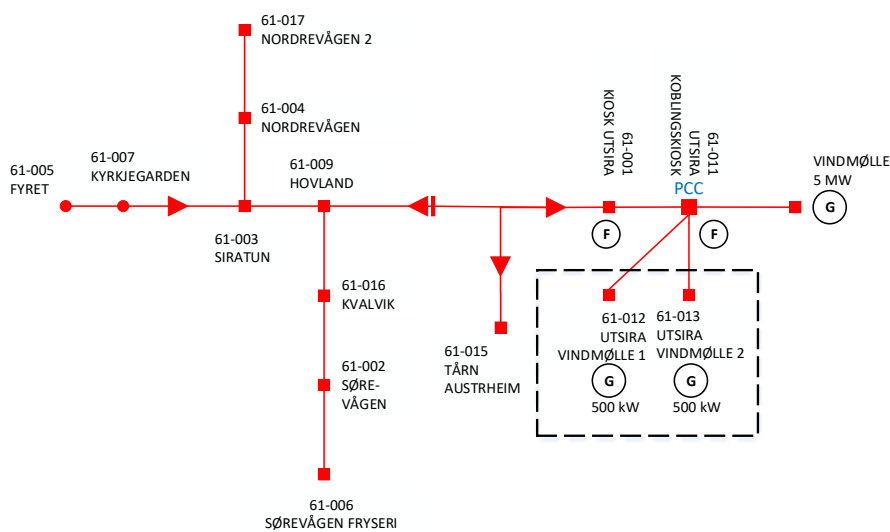 61-017
NORDREVÅGEN 2
61-004
NORDREVÅGEN
61-005
FYRET
61-007
KYRKJEGARDEN
61-009
HOVLAND
61-003
SIRATUN
61-016
KVALVIK
61-002
SØRE-
VÅGEN
61-006
SØREVÅGEN FRYSERI
61-015
TÅRN
AUSTRHEIM
61-001
KIOSK UTSIRA
F
61-011
UTSIRA
KOBLINGSKIOSK
PCC
F
VINDMØLLE
5 MW
G
61-012
UTSIRA
VINDMØLLE 1
G
500 kW
61-013
UTSIRA
VINDMØLLE 2
G
500 kW